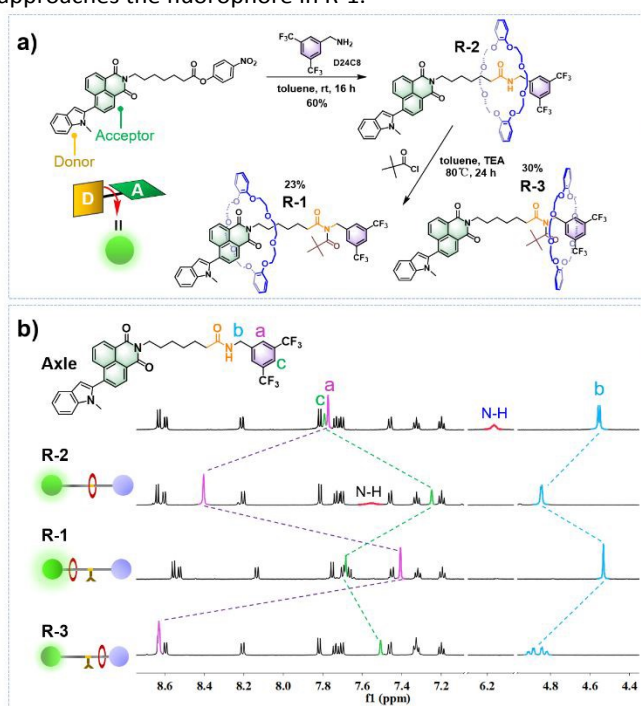 approaches the fluorophore in R-1.
a)
CF₃
NH₂
F₃C
D24C8
toluene, rt, 16 h
60%
R-2
NO₂
Acceptor
Donor
D
A
toluene, TEA
80℃, 24 h
23%
R-1
30%
R-3
b)
Axle
b
a
c
CF₃
CF₃
c
a
N-H
b
R-2
N-H
R-1
R-3
8.6 8.4 8.2 8.0 7.8 7.6 7.4 7.2 6.2 4.8 4.6 4.4
f1 (ppm)